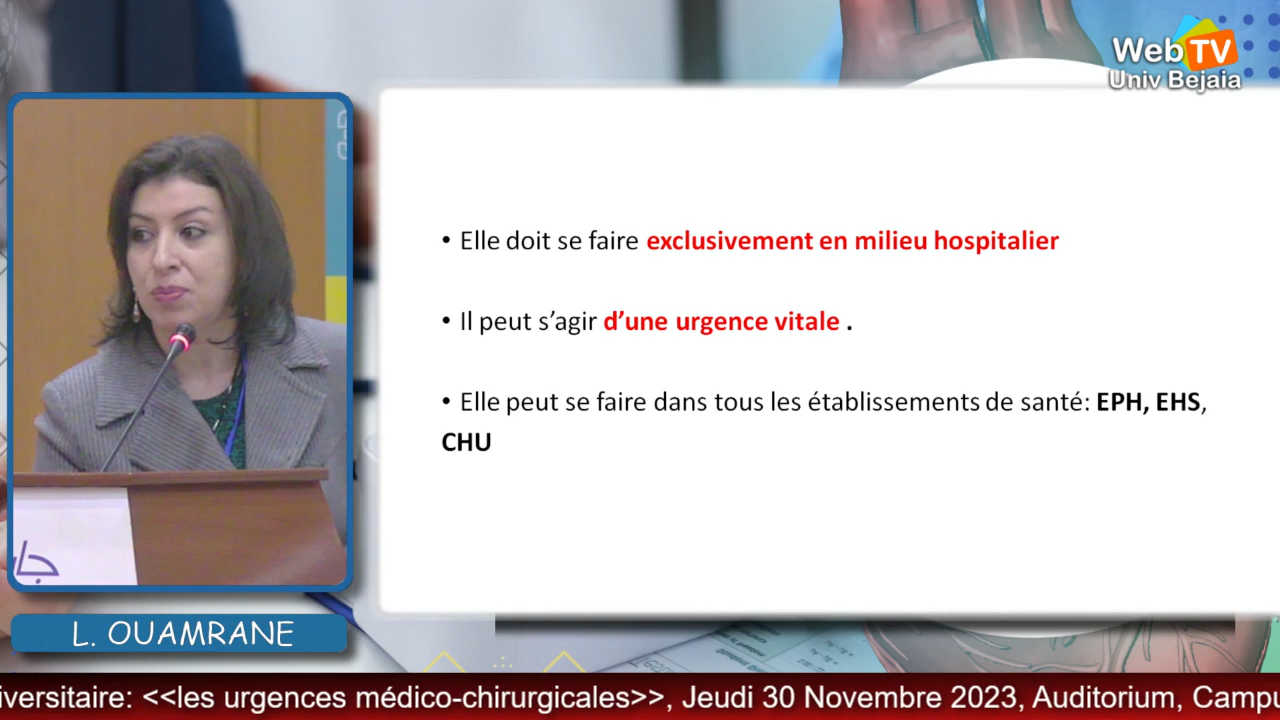 WebTV
Univ Bejaia
• Elle doit se faire exclusivement en milieu hospitalier
• Il peut s’agir d’une urgence vitale .
• Elle peut se faire dans tous les établissements de santé: EPH, EHS,
CHU
L. OUAMRANE
iversitaire: <<les urgences médico-chirurgicales>>, Jeudi 30 Novembre 2023, Auditorium, Campu